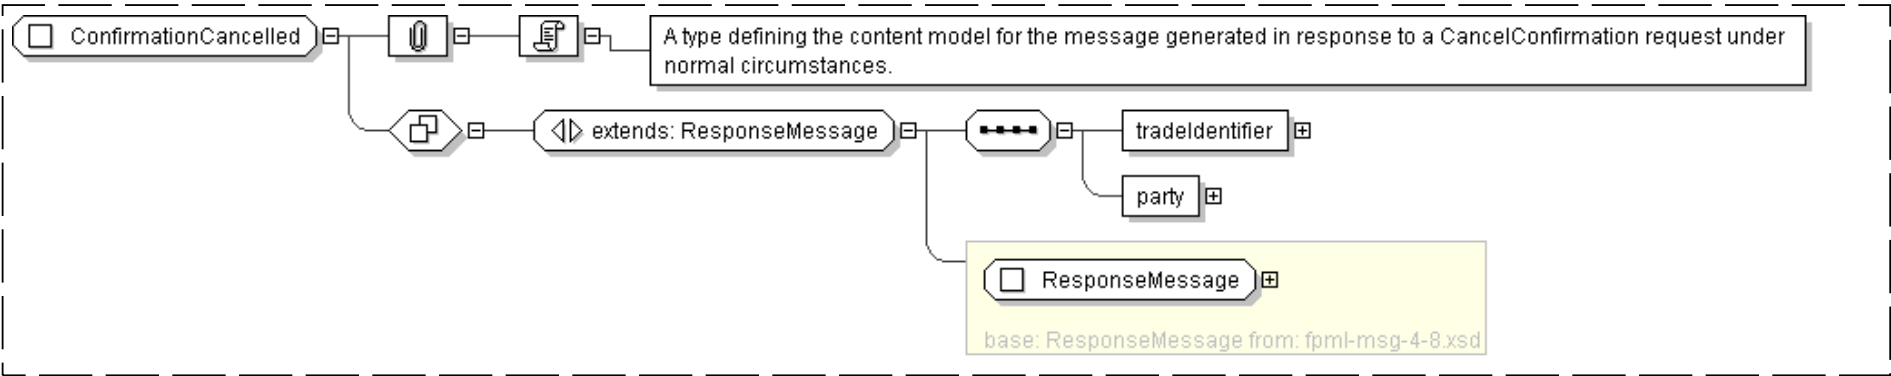 ConfirmationCancelled
A type defining the content model for the message generated in response to a CancelConfirmation request under
normal circumstances.
extends: ResponseMessage
tradeIdentifier
party
ResponseMessage
base: ResponseMessage from: fpml-msg-4-8.xsd